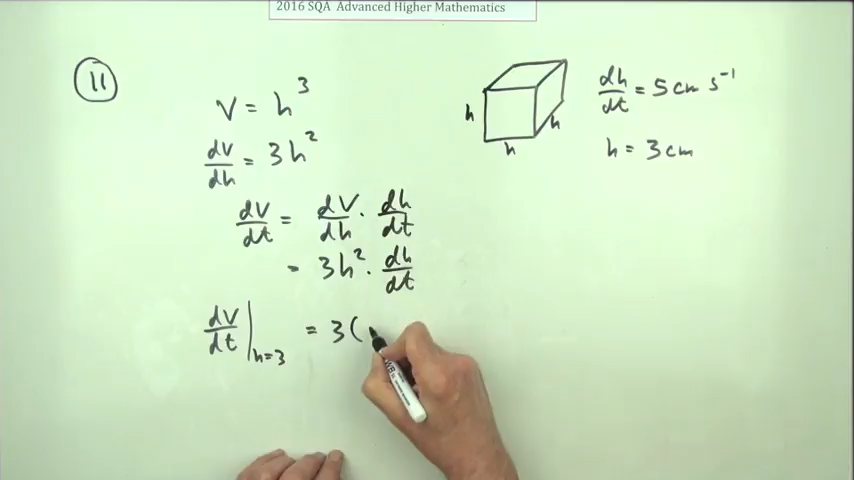 2016 SQA Advanced Higher Mathematics
11
V = h³
dV/dh = 3h²
dV/dt = dV/dh · dh/dt
= 3h² · dh/dt
dV/dt |h=3 = 3(
h
h
h
dh/dt = 5 cm s⁻¹
h = 3 cm